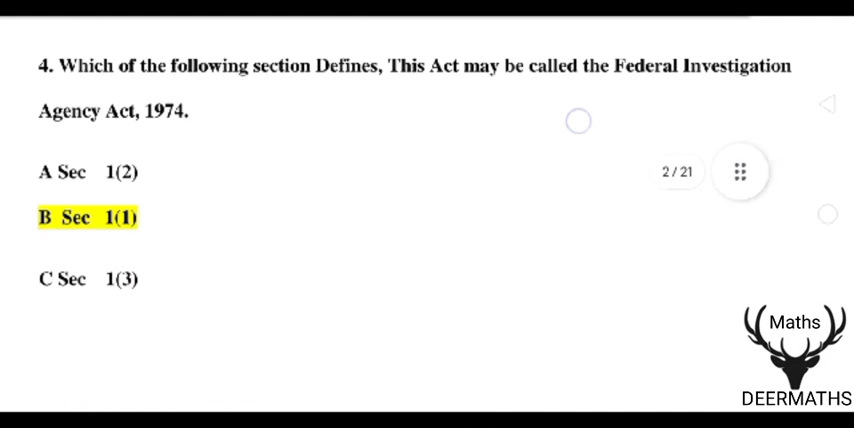 4. Which of the following section Defines, This Act may be called the Federal Investigation
Agency Act, 1974.
A Sec 1(2)
2/21
B Sec 1(1)
C Sec 1(3)
Maths
DEERMATHS